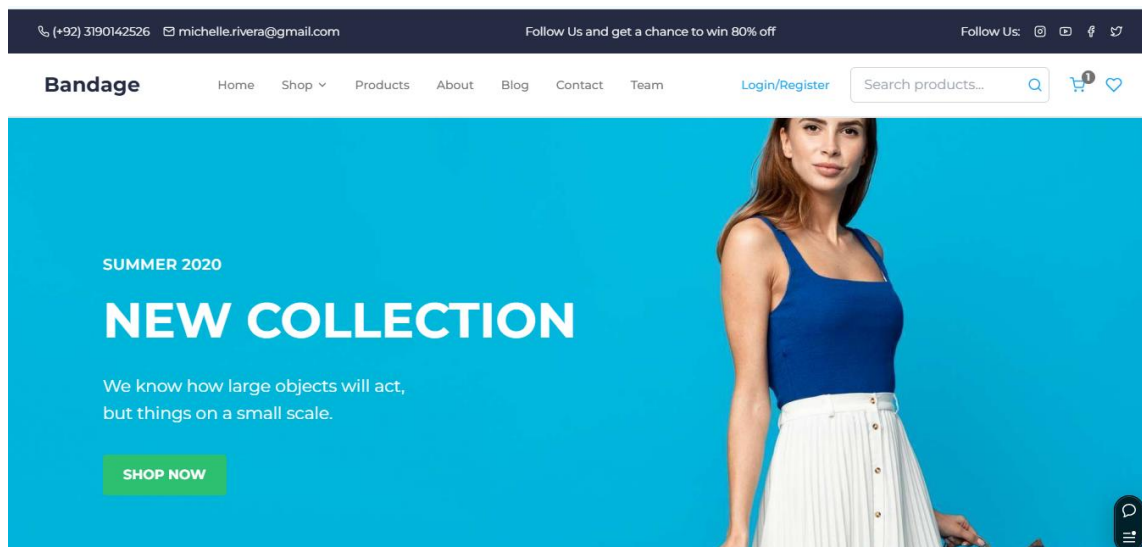 (+92) 3190142526 michelle.rivera@gmail.com Follow Us and get a chance to win 80% off Follow Us:
Bandage Home Shop Products About Blog Contact Team Login/Register Search products... 1
SUMMER 2020
NEW COLLECTION
We know how large objects will act,
but things on a small scale.
SHOP NOW